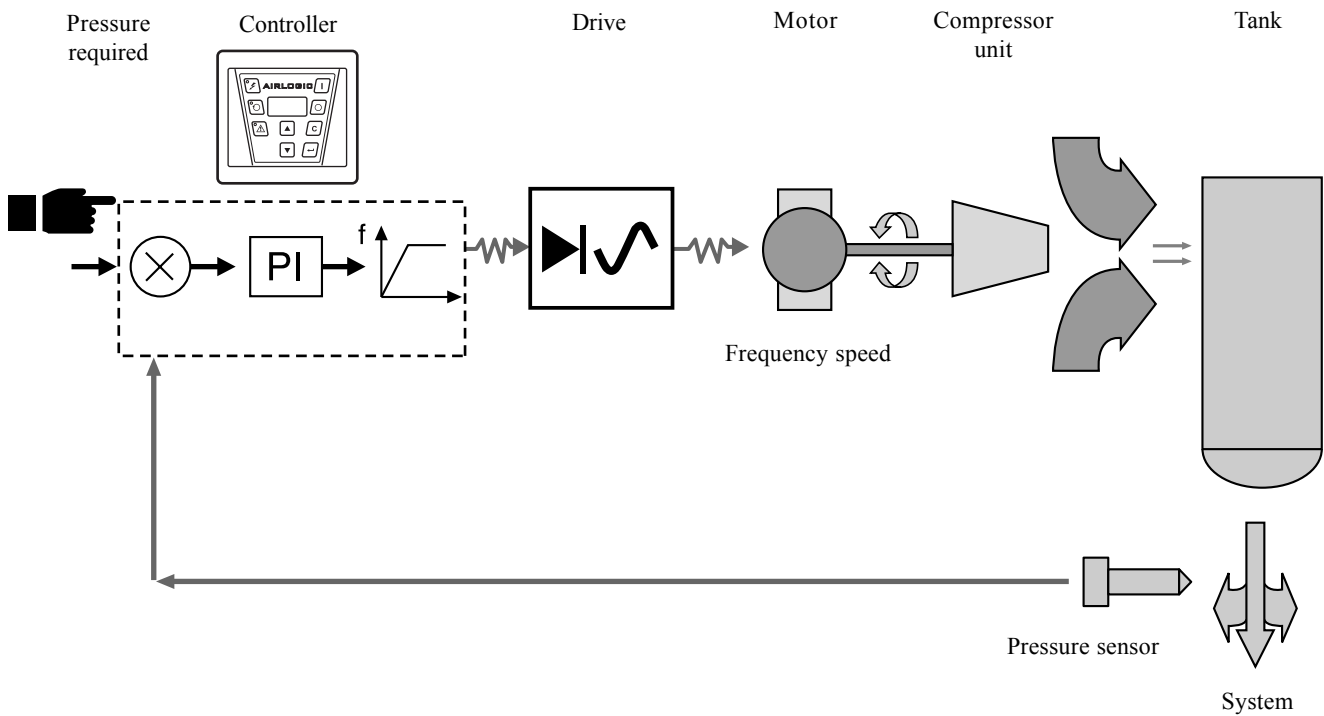 Pressure
required
Controller
Drive
Motor
Compressor
unit
Tank
AIRLOGIC
I
C
f
PI
Frequency speed
Pressure sensor
System